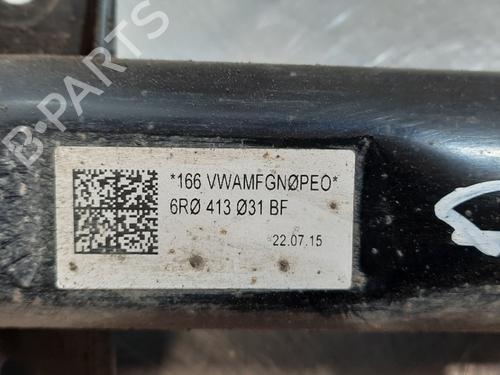 B-PARTS
*166 VWAMFGNØPEO*
6RØ 413 Ø31 BF
22.07.15